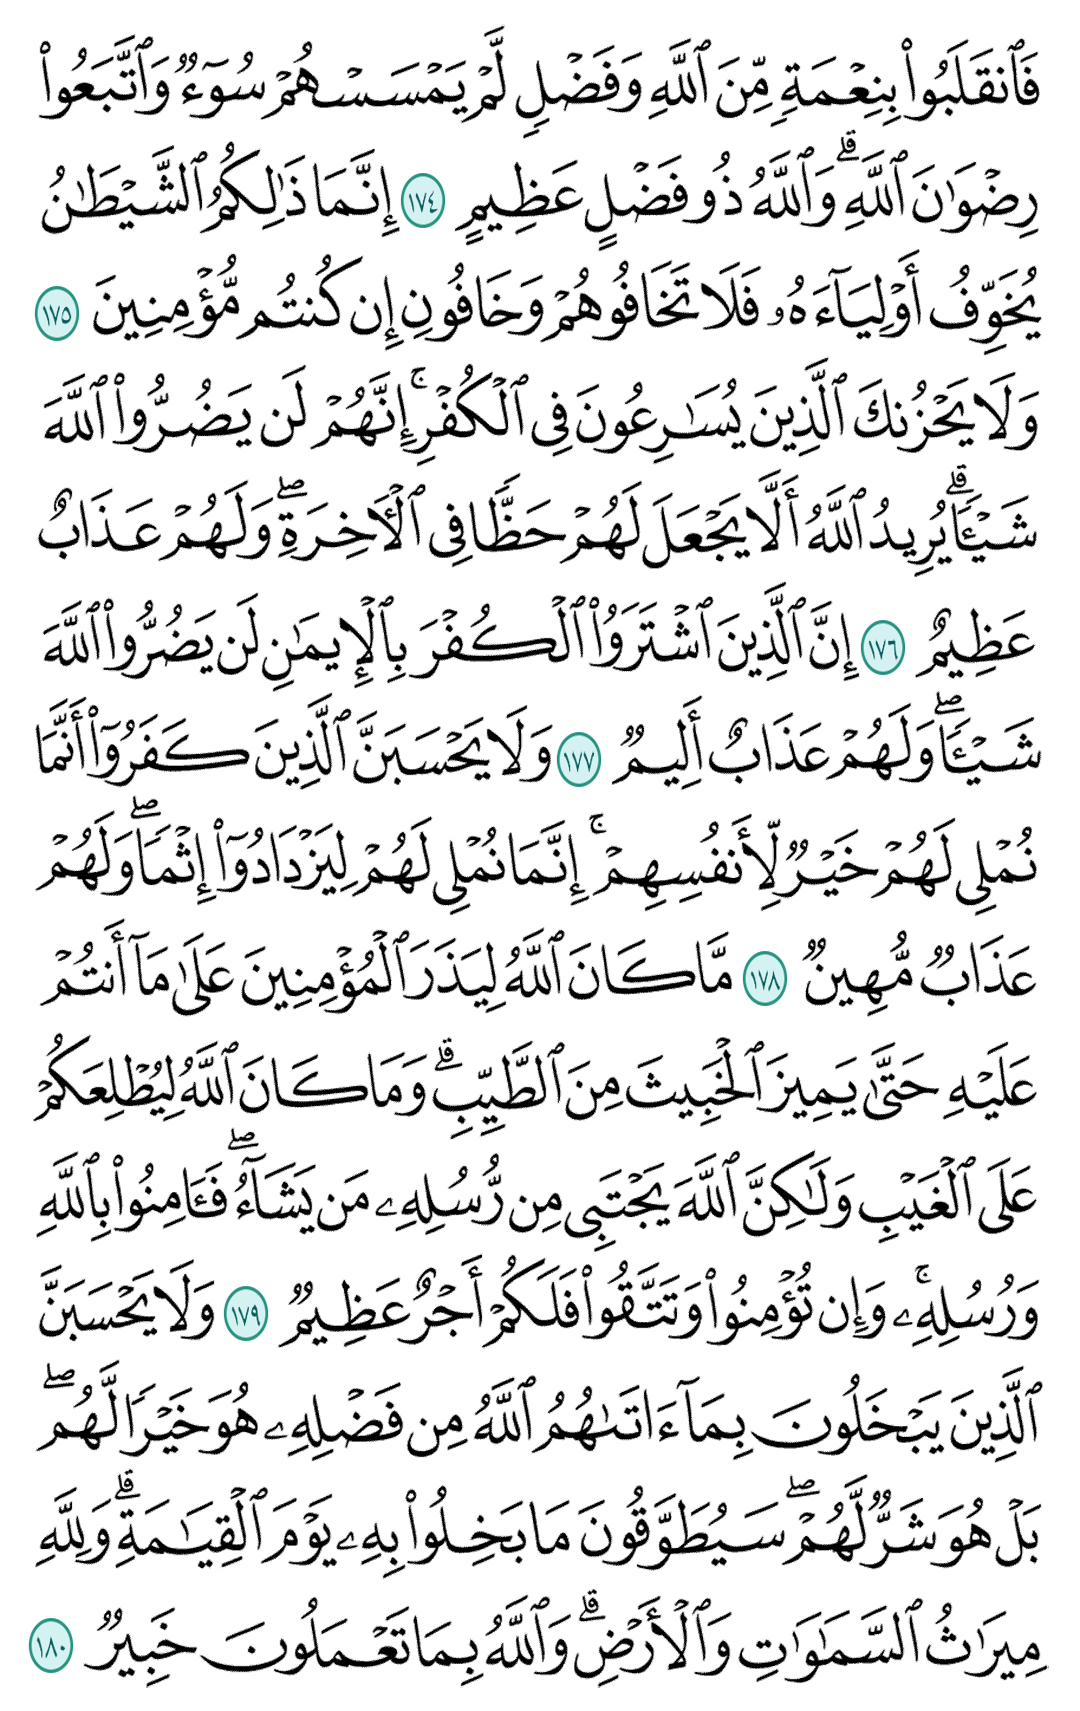 فَٱنقَلَبُوا۟ بِنِعْمَةٍ مِّنَ ٱللَّهِ وَفَضْلٍ لَّمْ يَمْسَسْهُمْ سُوٓءٌ وَٱتَّبَعُوا۟
رِضْوَٰنَ ٱللَّهِ ۗ وَٱللَّهُ ذُو فَضْلٍ عَظِيمٍ ١٧٤ إِنَّمَا ذَٰلِكُمُ ٱلشَّيْطَٰنُ
يُخَوِّفُ أَوْلِيَآءَهُۥ فَلَا تَخَافُوهُمْ وَخَافُونِ إِن كُنتُم مُّؤْمِنِينَ ١٧٥
وَلَا يَحْزُنكَ ٱلَّذِينَ يُسَٰرِعُونَ فِى ٱلْكُفْرِ ۚ إِنَّهُمْ لَن يَضُرُّوا۟ ٱللَّهَ
شَيْـًٔا ۗ يُرِيدُ ٱللَّهُ أَلَّا يَجْعَلَ لَهُمْ حَظًّا فِى ٱلْـَٔاخِرَةِ ۖ وَلَهُمْ عَذَابٌ
عَظِيمٌ ١٧٦ إِنَّ ٱلَّذِينَ ٱشْتَرَوُا۟ ٱلْكُفْرَ بِٱلْإِيمَٰنِ لَن يَضُرُّوا۟ ٱللَّهَ
شَيْـًٔا ۖ وَلَهُمْ عَذَابٌ أَلِيمٌ ١٧٧ وَلَا يَحْسَبَنَّ ٱلَّذِينَ كَفَرُوٓا۟ أَنَّمَا
نُمْلِى لَهُمْ خَيْرٌ لِّأَنفُسِهِمْ ۚ إِنَّمَا نُمْلِى لَهُمْ لِيَزْدَادُوٓا۟ إِثْمًا ۖ وَلَهُمْ
عَذَابٌ مُّهِينٌ ١٧٨ مَّا كَانَ ٱللَّهُ لِيَذَرَ ٱلْمُؤْمِنِينَ عَلَىٰ مَآ أَنتُمْ
عَلَيْهِ حَتَّىٰ يَمِيزَ ٱلْخَبِيثَ مِنَ ٱلطَّيِّبِ ۗ وَمَا كَانَ ٱللَّهُ لِيُطْلِعَكُمْ
عَلَى ٱلْغَيْبِ وَلَٰكِنَّ ٱللَّهَ يَجْتَبِى مِن رُّسُلِهِۦ مَن يَشَآءُ ۖ فَـَٔامِنُوا۟ بِٱللَّهِ
وَرُسُلِهِۦ ۚ وَإِن تُؤْمِنُوا۟ وَتَتَّقُوا۟ فَلَكُمْ أَجْرٌ عَظِيمٌ ١٧٩ وَلَا يَحْسَبَنَّ
ٱلَّذِينَ يَبْخَلُونَ بِمَآ ءَاتَىٰهُمُ ٱللَّهُ مِن فَضْلِهِۦ هُوَ خَيْرًا لَّهُم ۖ
بَلْ هُوَ شَرٌّ لَّهُمْ ۖ سَيُطَوَّقُونَ مَا بَخِلُوا۟ بِهِۦ يَوْمَ ٱلْقِيَٰمَةِ ۗ وَلِلَّهِ
مِيرَٰثُ ٱلسَّمَٰوَٰتِ وَٱلْأَرْضِ ۗ وَٱللَّهُ بِمَا تَعْمَلُونَ خَبِيرٌ ١٨٠